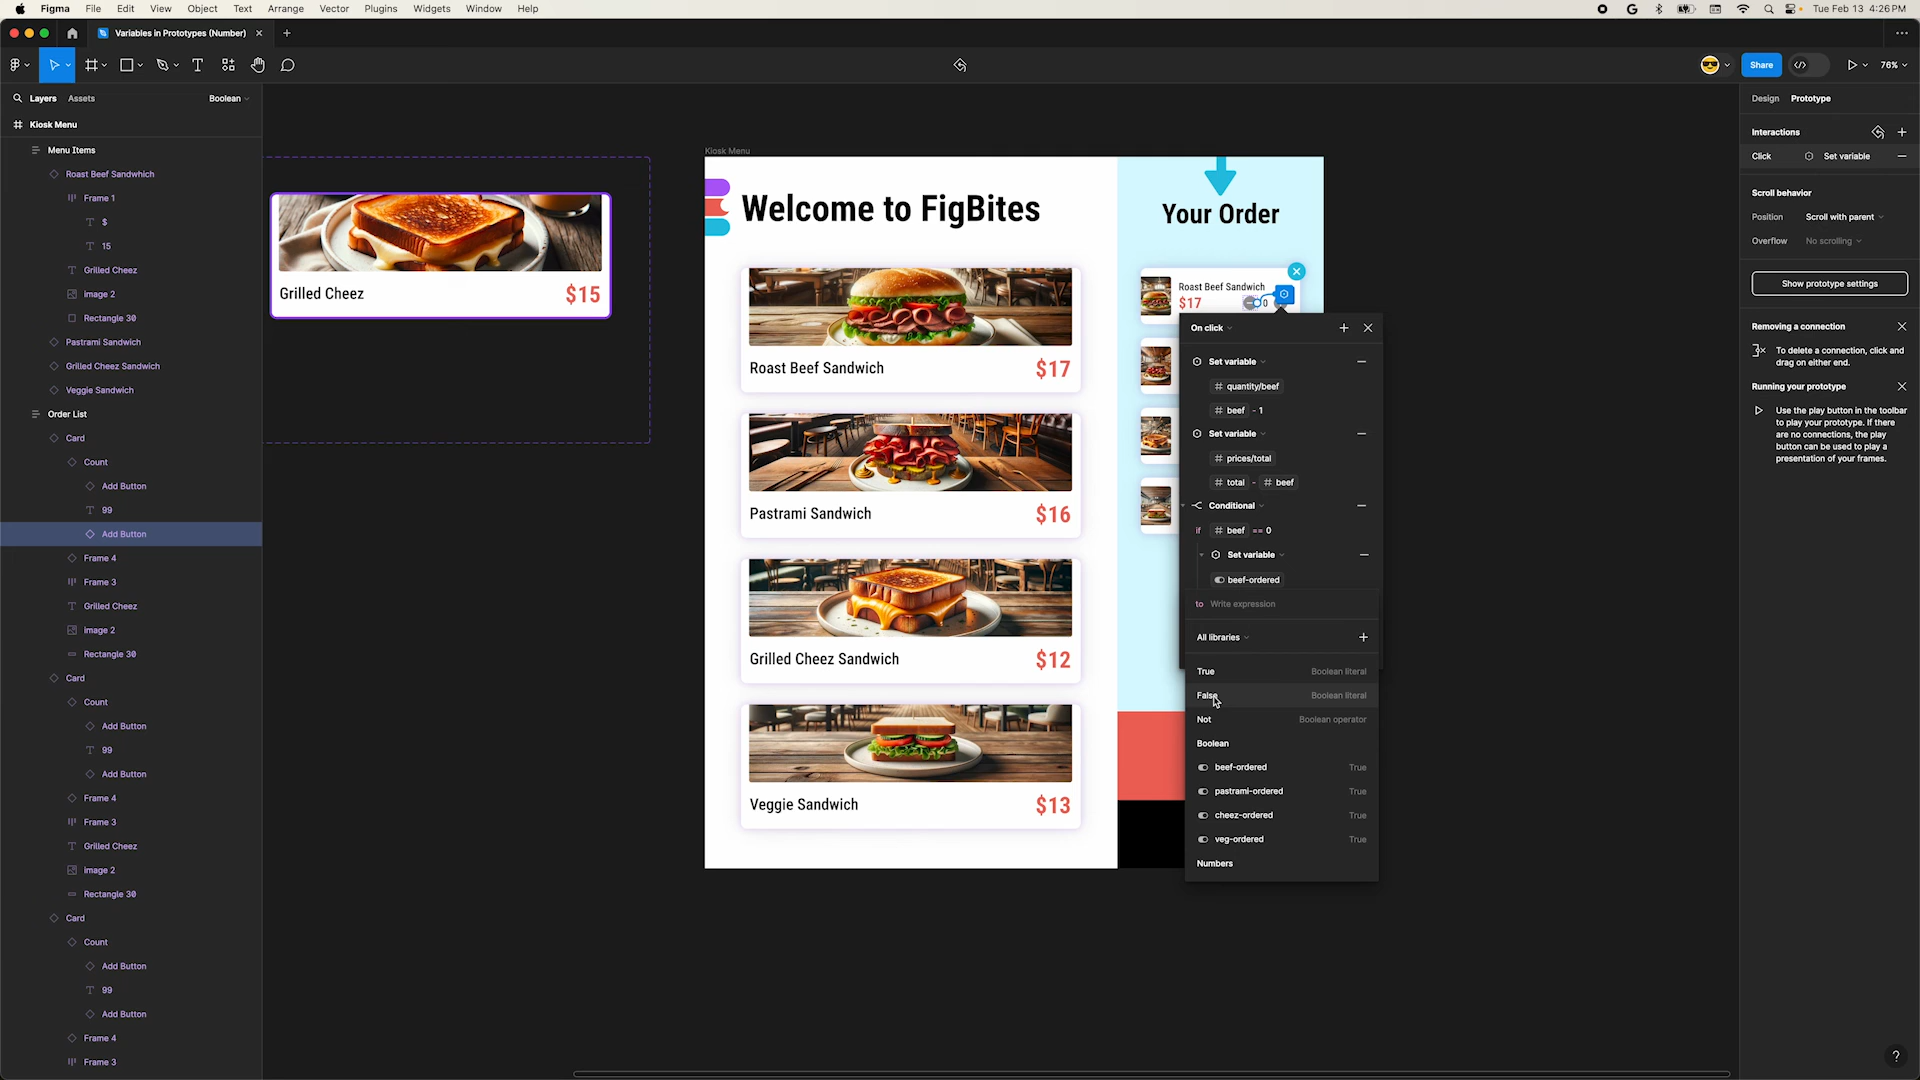 Figma File Edit View Object Text Arrange Vector Plugins Widgets Window Help
Tue Feb 13 4:26 PM
Variables in Prototypes (Number)
Share
76%
Layers Assets
Boolean
Kiosk Menu
Menu Items
Roast Beef Sandwhich
Frame 1
$
15
Grilled Cheez
image 2
Rectangle 30
Pastrami Sandwich
Grilled Cheez Sandwich
Veggie Sandwich
Order List
Card
Count
Add Button
99
Add Button
Frame 4
Frame 3
Grilled Cheez
image 2
Rectangle 30
Card
Count
Add Button
99
Add Button
Frame 4
Frame 3
Grilled Cheez
image 2
Rectangle 30
Card
Count
Add Button
99
Add Button
Frame 4
Frame 3
Grilled Cheez $15
Kiosk Menu
Welcome to FigBites
Roast Beef Sandwich $17
Pastrami Sandwich $16
Grilled Cheez Sandwich $12
Veggie Sandwich $13
Your Order
Roast Beef Sandwich
$17 0
On click
Set variable
# quantity/beef
# beef - 1
Set variable
# prices/total
# total - # beef
Conditional
if # beef == 0
Set variable
beef-ordered
to Write expression
All libraries
True Boolean literal
False Boolean literal
Not Boolean operator
Boolean
beef-ordered True
pastrami-ordered True
cheez-ordered True
veg-ordered True
Numbers
Design Prototype
Interactions
Click Set variable
Scroll behavior
Position Scroll with parent
Overflow No scrolling
Show prototype settings
Removing a connection
To delete a connection, click and
drag on either end.
Running your prototype
Use the play button in the toolbar
to play your prototype. If there
are no connections, the play
button can be used to play a
presentation of your frames.
?